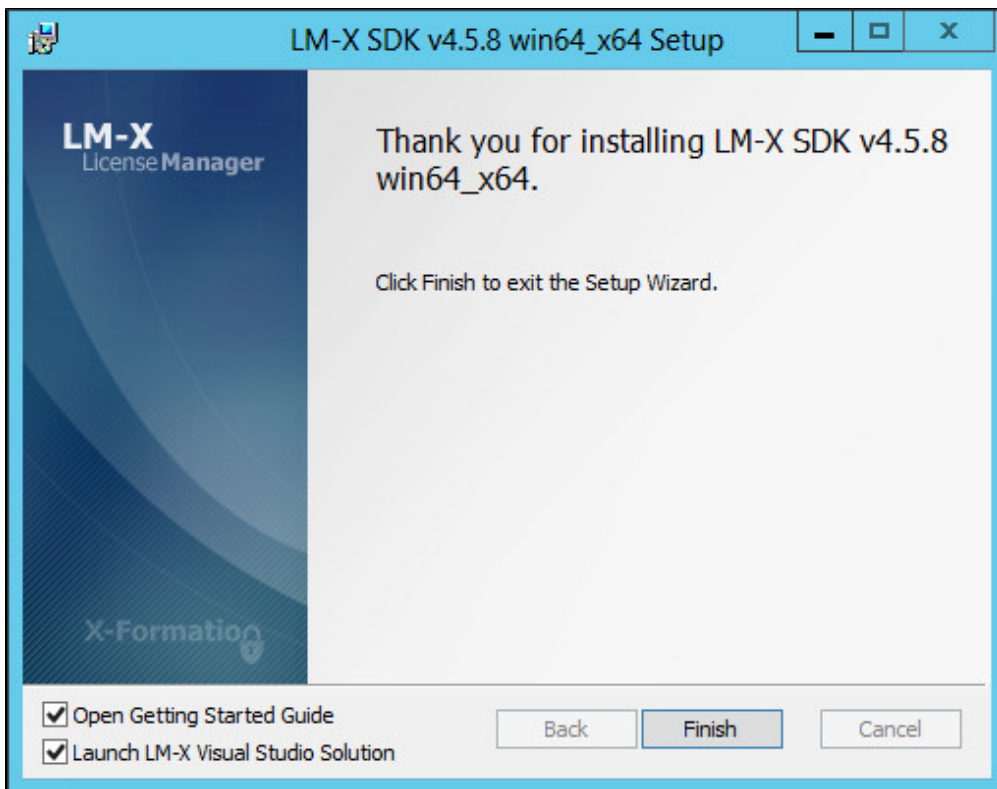 LM-X SDK v4.5.8 win64_x64 Setup
LM-X
License Manager
Thank you for installing LM-X SDK v4.5.8
win64_x64.
Click Finish to exit the Setup Wizard.
X-Formation
Open Getting Started Guide
Launch LM-X Visual Studio Solution
Back
Finish
Cancel